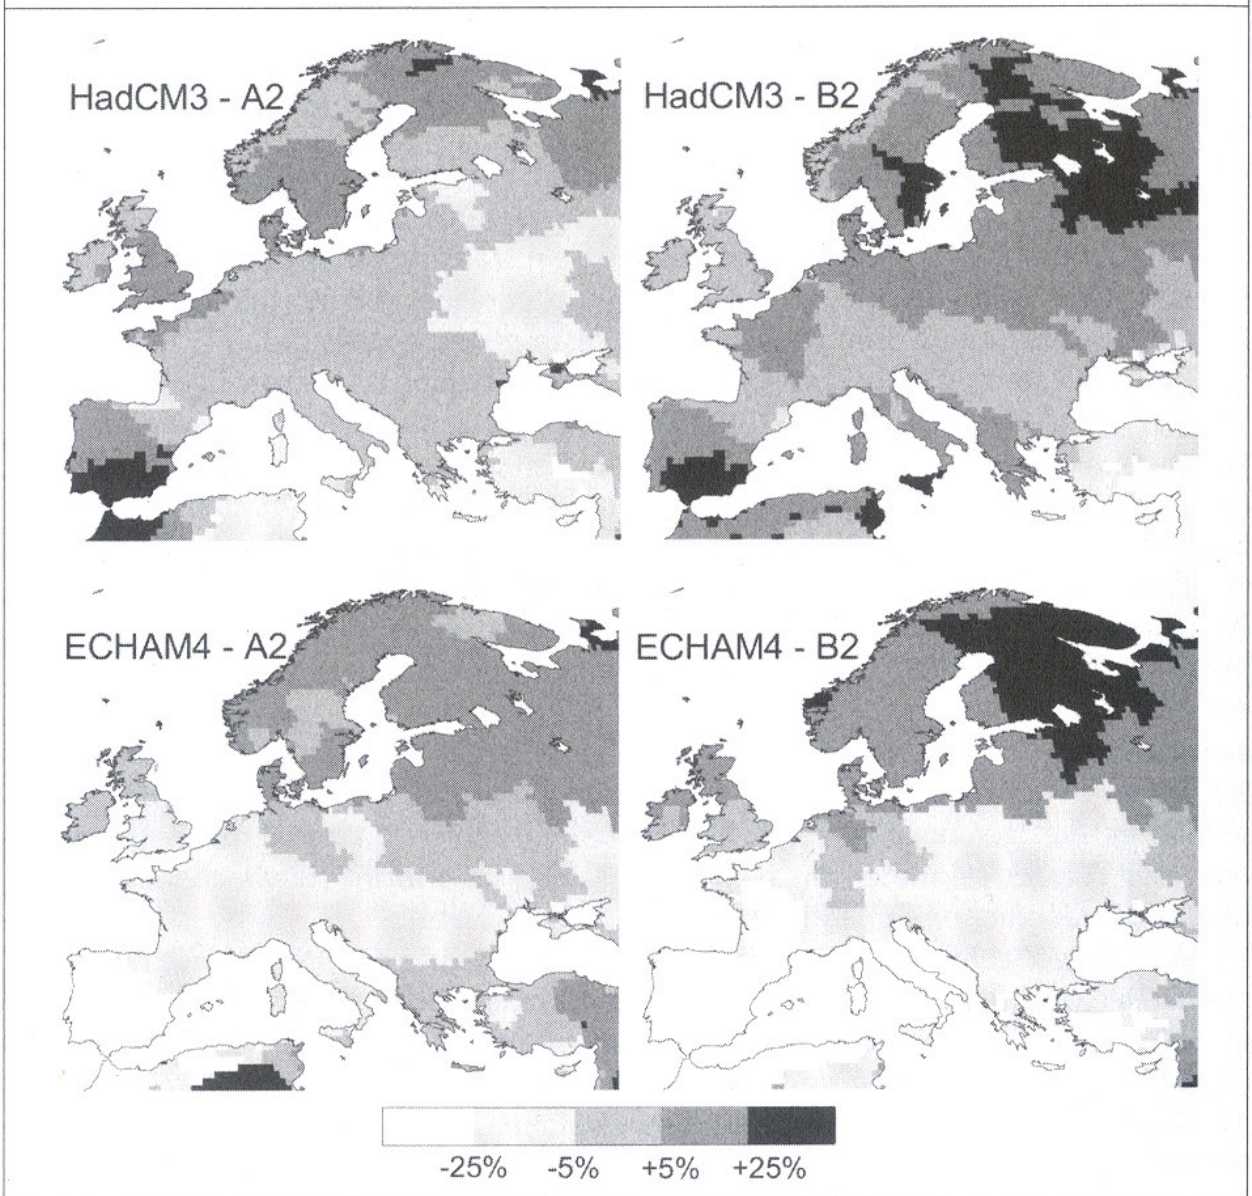 HadCM3 - A2
HadCM3 - B2
ECHAM4 - A2
ECHAM4 - B2
-25% -5% +5% +25%